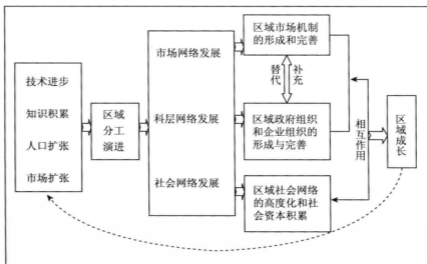 技术进步
知识积累
人口扩张
市场扩张
区域
分工
演进
市场网络发展
科层网络发展
社会网络发展
区域市场机制
的形成和完善
替代
补充
区域政府组织
和企业组织的
形成与完善
区域社会网络
的高度化和社
会资本积累
相互作用
区域成长